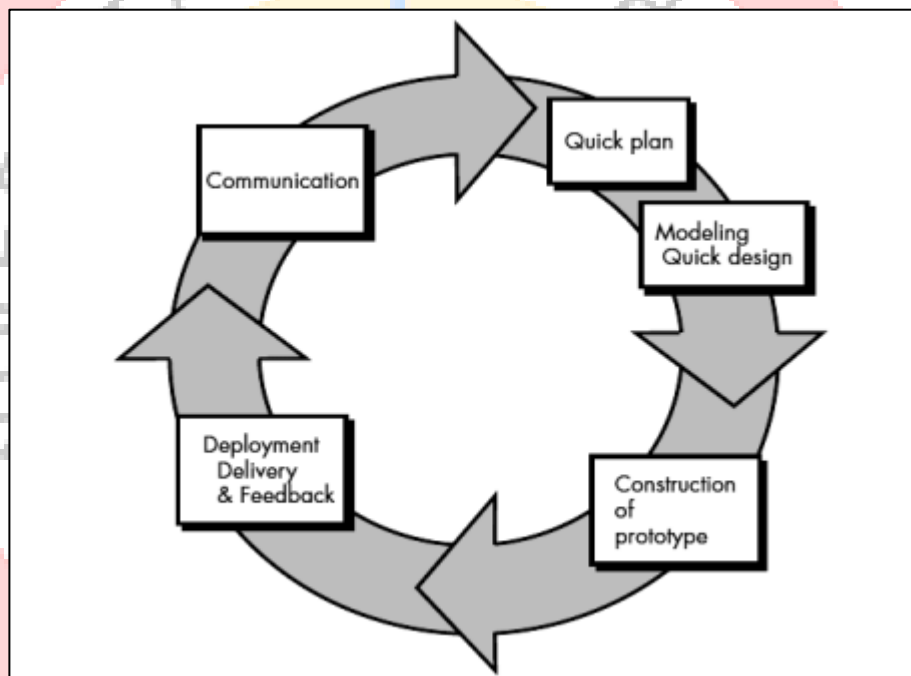 Communication
Quick plan
Modeling
Quick design
Construction
of
prototype
Deployment
Delivery
& Feedback